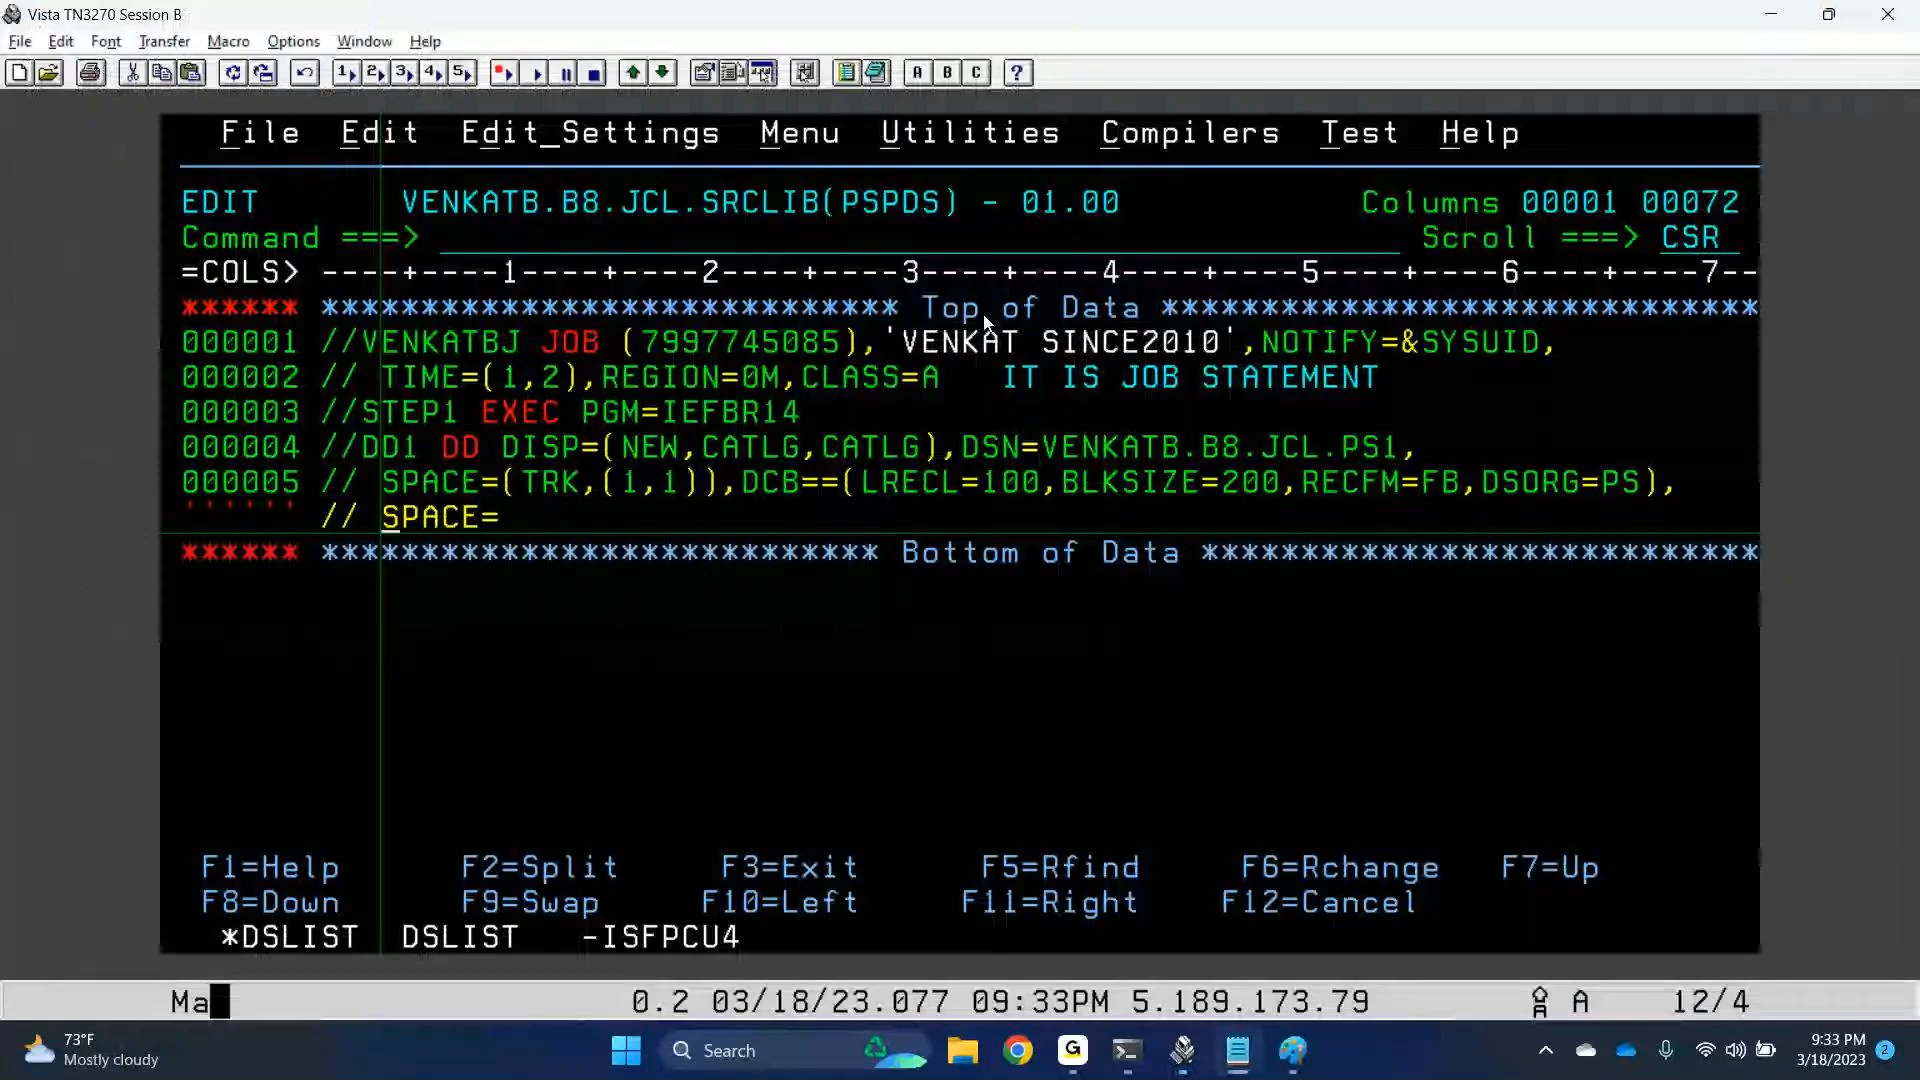 Vista TN3270 Session B
File Edit Font Transfer Macro Options Window Help
1 2 3 4 5 A B C ?
File Edit Edit_Settings Menu Utilities Compilers Test Help
EDIT VENKATB.B8.JCL.SRCLIB(PSPDS) - 01.00 Columns 00001 00072
Command ===> Scroll ===> CSR
=COLS> ----+----1----+----2----+----3----+----4----+----5----+----6----+----7--
****** ***************************** Top of Data ******************************
000001 //VENKATBJ JOB (7997745085),'VENKAT SINCE2010',NOTIFY=&SYSUID,
000002 // TIME=(1,2),REGION=0M,CLASS=A IT IS JOB STATEMENT
000003 //STEP1 EXEC PGM=IEFBR14
000004 //DD1 DD DISP=(NEW,CATLG,CATLG),DSN=VENKATB.B8.JCL.PS1,
000005 // SPACE=(TRK,(1,1)),DCB==(LRECL=100,BLKSIZE=200,RECFM=FB,DSORG=PS),
'''''' // SPACE=
****** **************************** Bottom of Data ****************************
F1=Help F2=Split F3=Exit F5=Rfind F6=Rchange F7=Up
F8=Down F9=Swap F10=Left F11=Right F12=Cancel
*DSLIST DSLIST -ISFPCU4
Ma 0.2 03/18/23.077 09:33PM 5.189.173.79 A 12/4
73°F
Mostly cloudy
Search
G
9:33 PM
3/18/2023
2